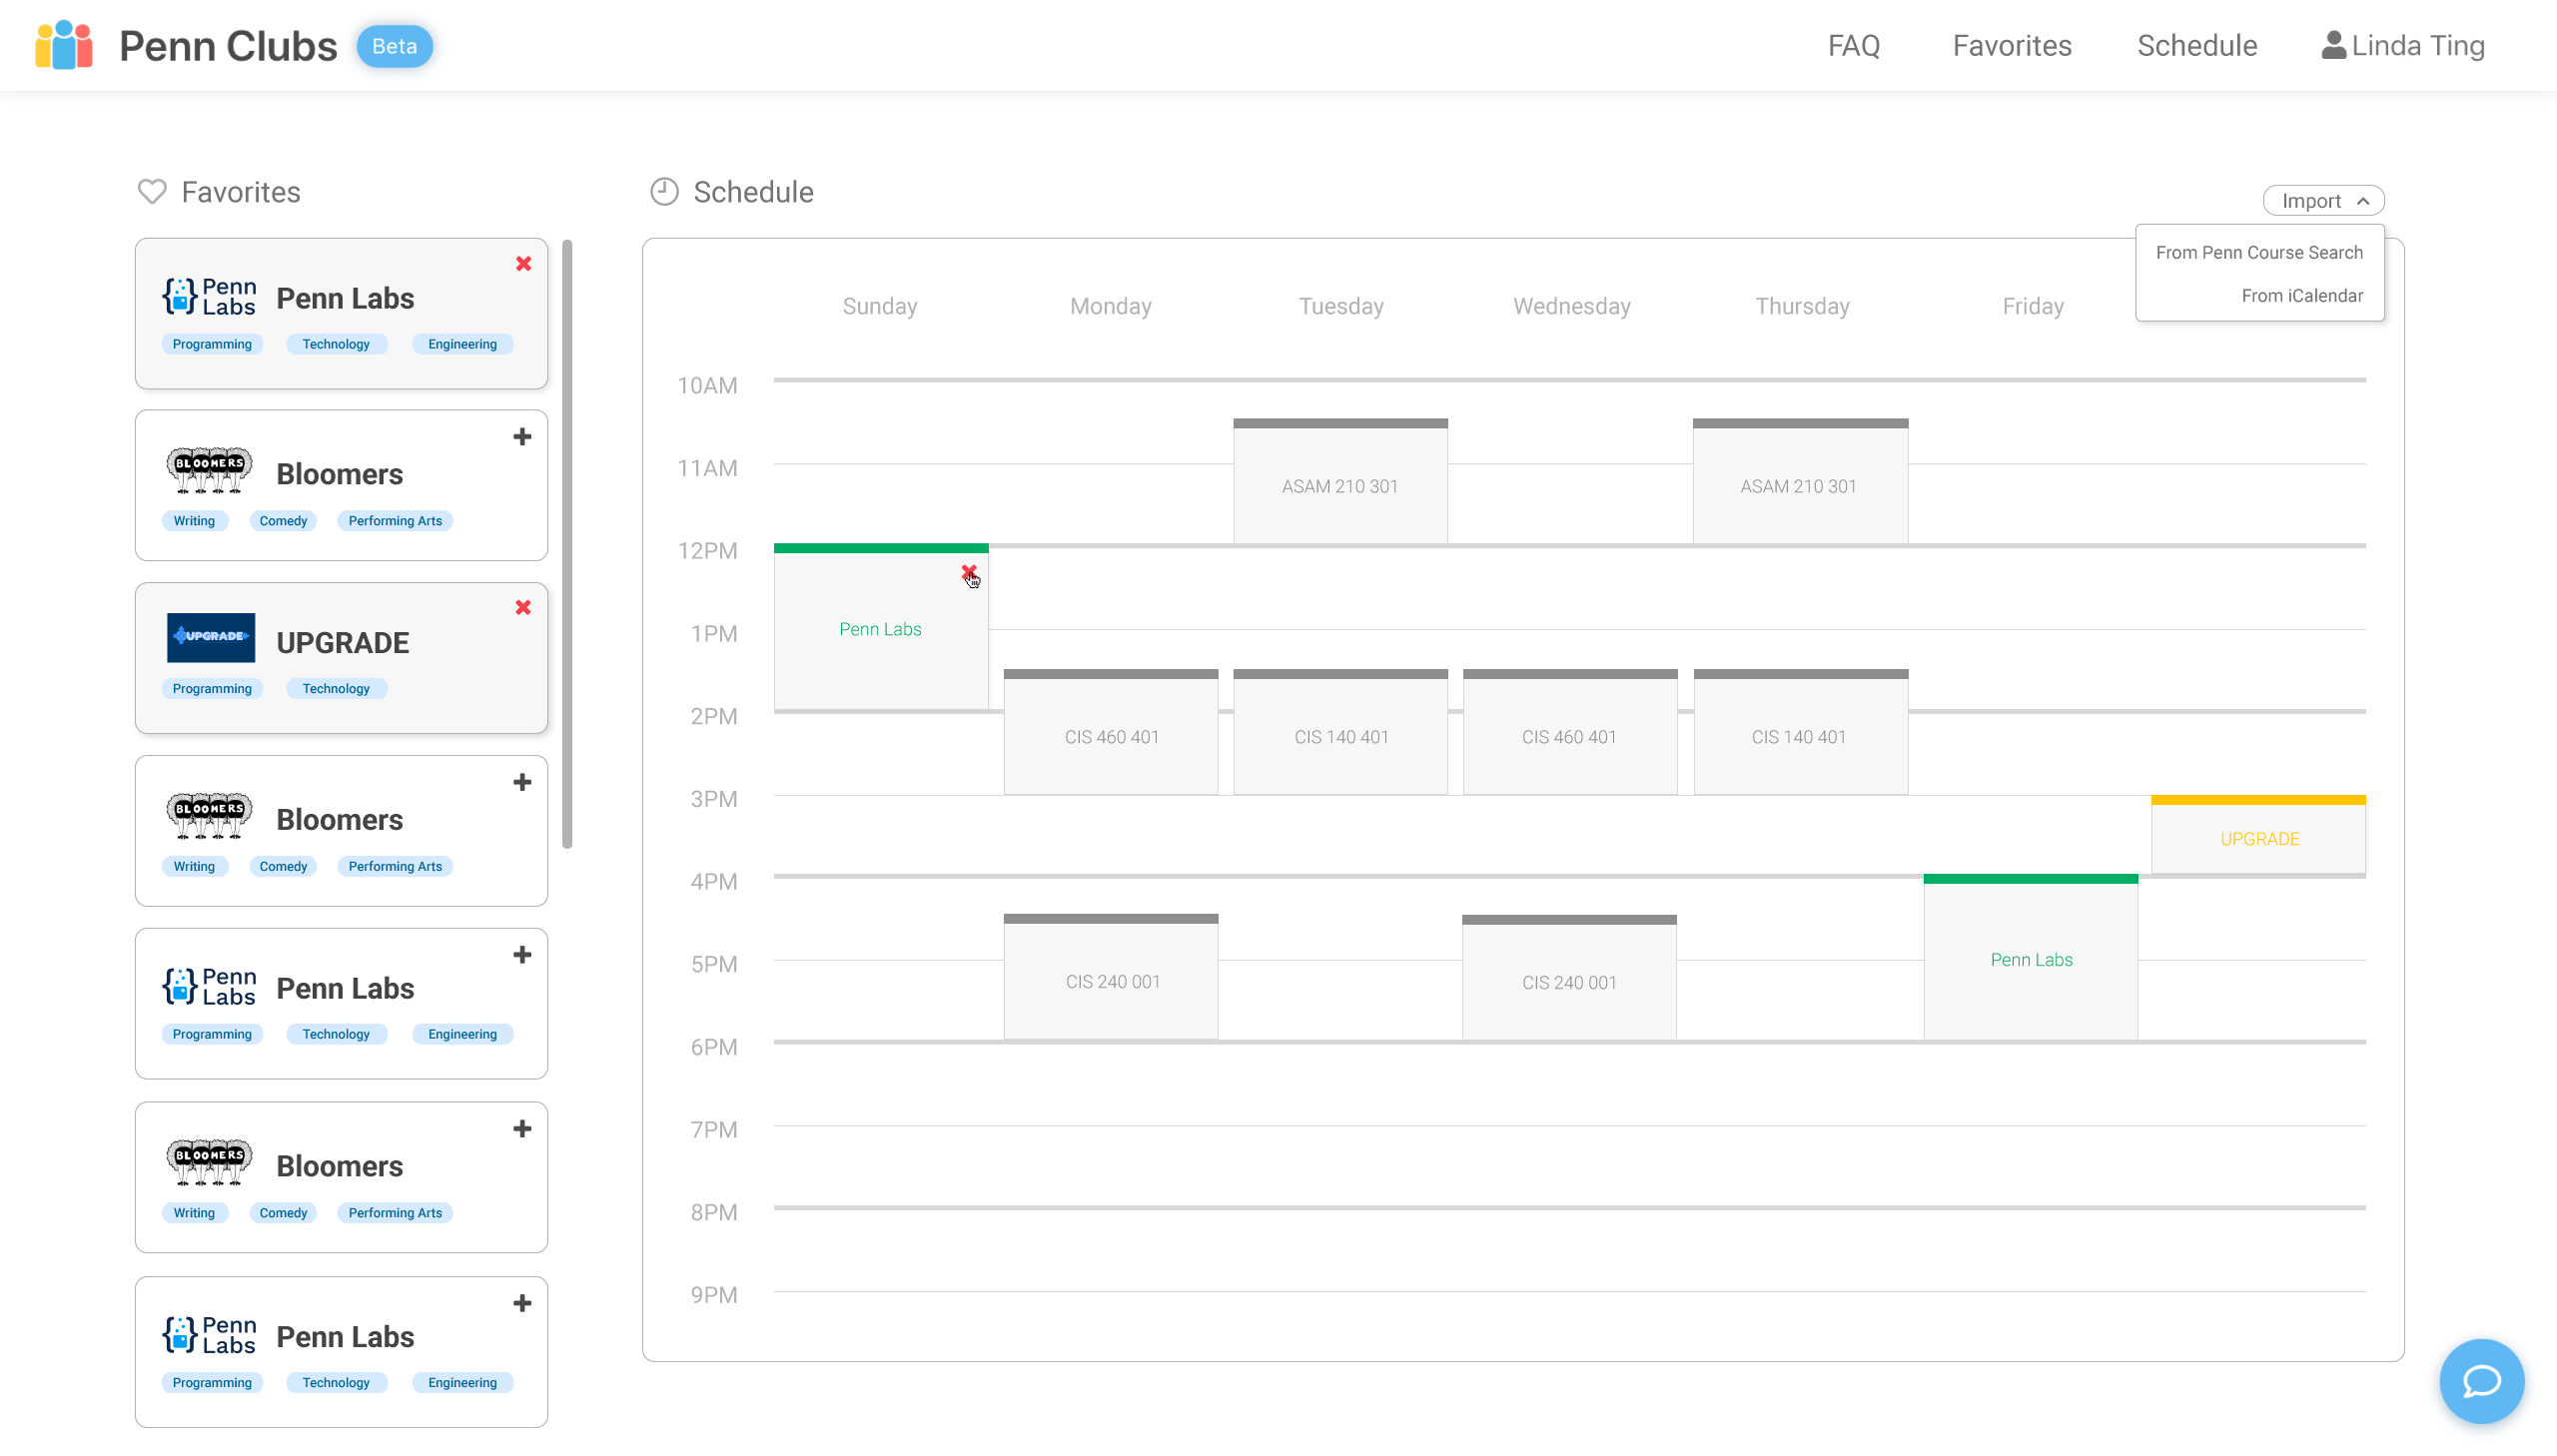 Penn Clubs Beta FAQ Favorites Schedule Linda Ting
Favorites
Penn Labs Penn Labs
Programming Technology Engineering
BLOOMERS Bloomers
Writing Comedy Performing Arts
UPGRADE UPGRADE
Programming Technology
BLOOMERS Bloomers
Writing Comedy Performing Arts
Penn Labs Penn Labs
Programming Technology Engineering
BLOOMERS Bloomers
Writing Comedy Performing Arts
Penn Labs Penn Labs
Programming Technology Engineering
Schedule
Import
From Penn Course Search
From iCalendar
Sunday Monday Tuesday Wednesday Thursday Friday
10AM
11AM
ASAM 210 301 ASAM 210 301
12PM
Penn Labs
1PM
2PM
CIS 460 401 CIS 140 401 CIS 460 401 CIS 140 401
3PM
UPGRADE
4PM
Penn Labs
5PM
CIS 240 001 CIS 240 001
6PM
7PM
8PM
9PM